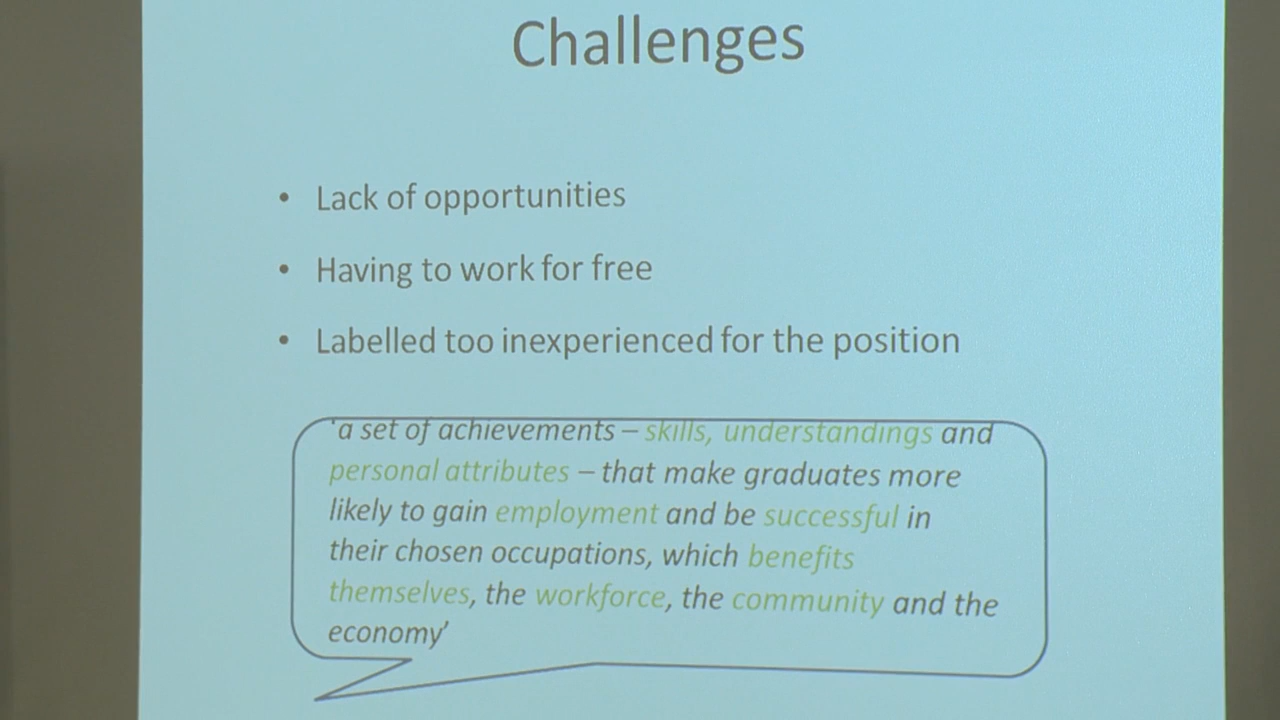 Challenges
• Lack of opportunities
• Having to work for free
• Labelled too inexperienced for the position
'a set of achievements – skills, understandings and
personal attributes – that make graduates more
likely to gain employment and be successful in
their chosen occupations, which benefits
themselves, the workforce, the community and the
economy'